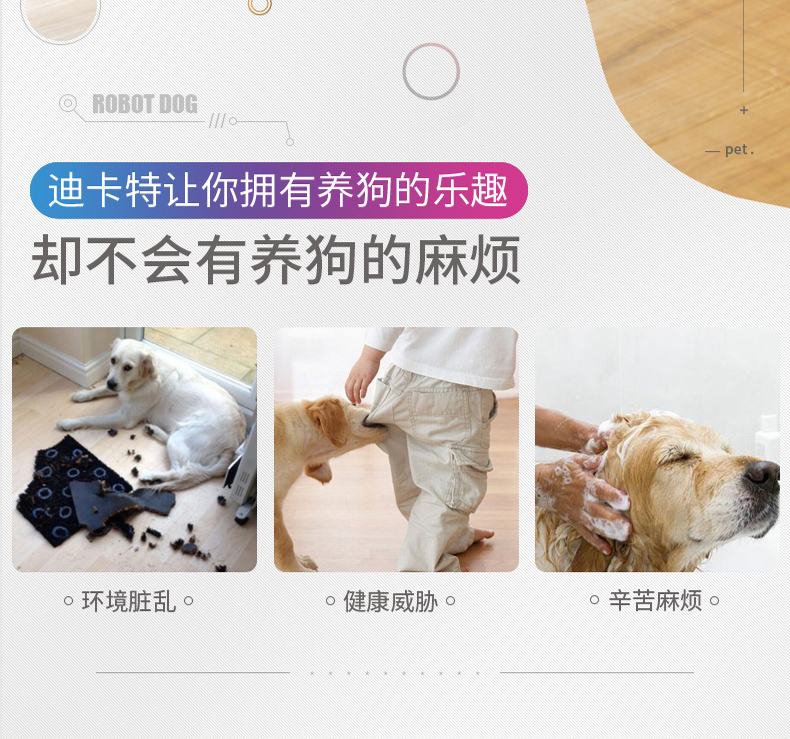 ROBOT DOG
pet.
迪卡特让你拥有养狗的乐趣
却不会有养狗的麻烦
环境脏乱
健康威胁
辛苦麻烦